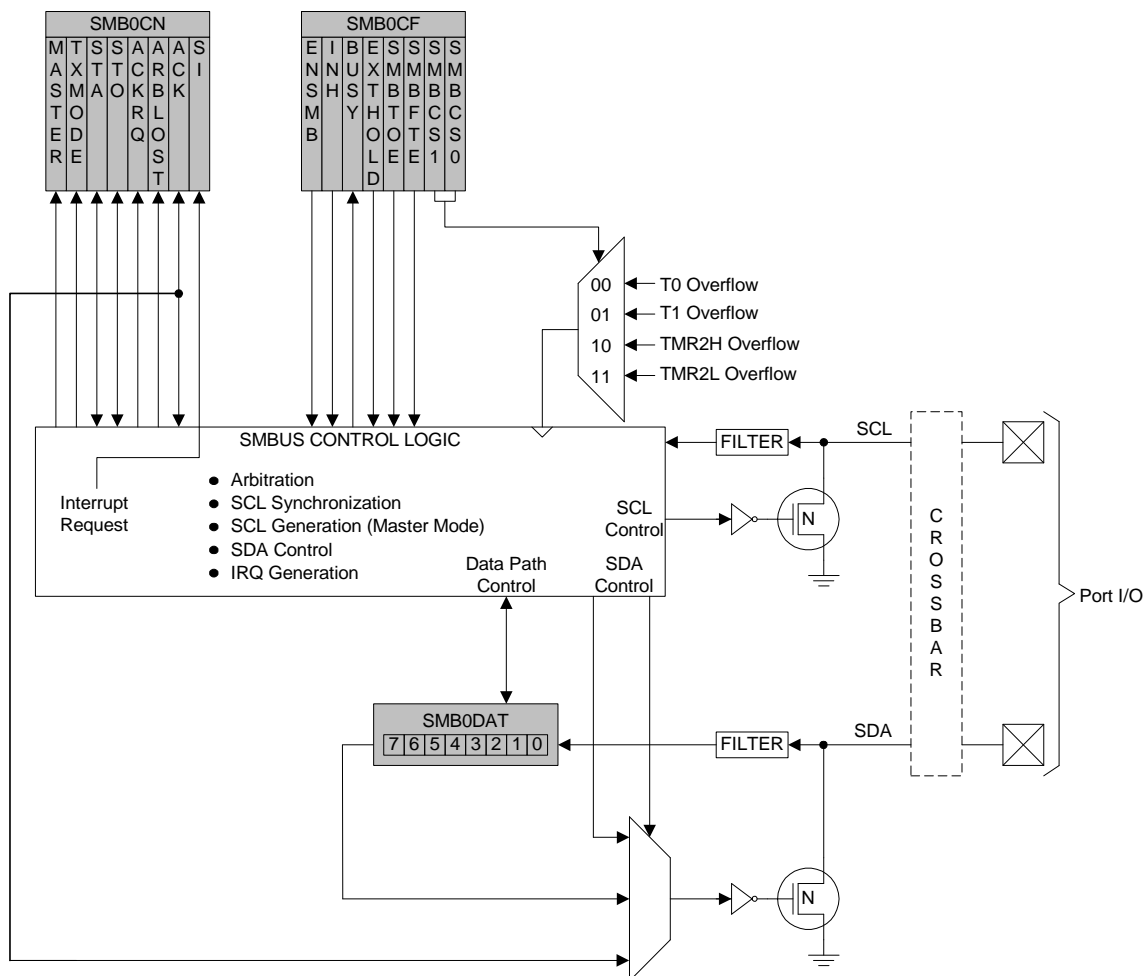 SMB0CN
MASTER
TXMODE
STA
STO
ACKRQ
ARBLOST
ACK
SI
SMB0CF
ENSMB
INH
BUSY
EXTHOLD
SMBTOE
SMBFTE
SMBCS1
SMBCS0
00
01
10
11
T0 Overflow
T1 Overflow
TMR2H Overflow
TMR2L Overflow
SMBUS CONTROL LOGIC
Interrupt
Request
● Arbitration
● SCL Synchronization
● SCL Generation (Master Mode)
● SDA Control
● IRQ Generation
Data Path
Control
SCL
Control
SDA
Control
FILTER
SCL
N
CROSSBAR
Port I/O
SMB0DAT
7 6 5 4 3 2 1 0
FILTER
SDA
N